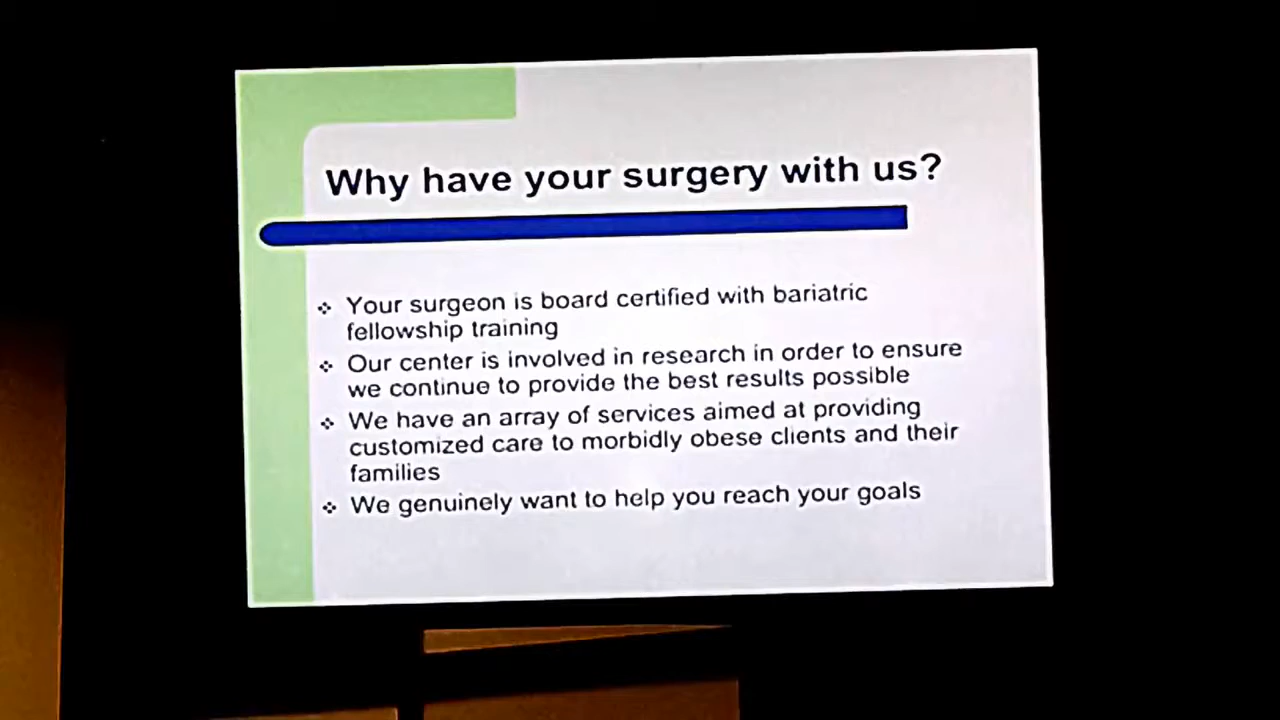 Why have your surgery with us?
❖ Your surgeon is board certified with bariatric
fellowship training
❖ Our center is involved in research in order to ensure
we continue to provide the best results possible
❖ We have an array of services aimed at providing
customized care to morbidly obese clients and their
families
❖ We genuinely want to help you reach your goals